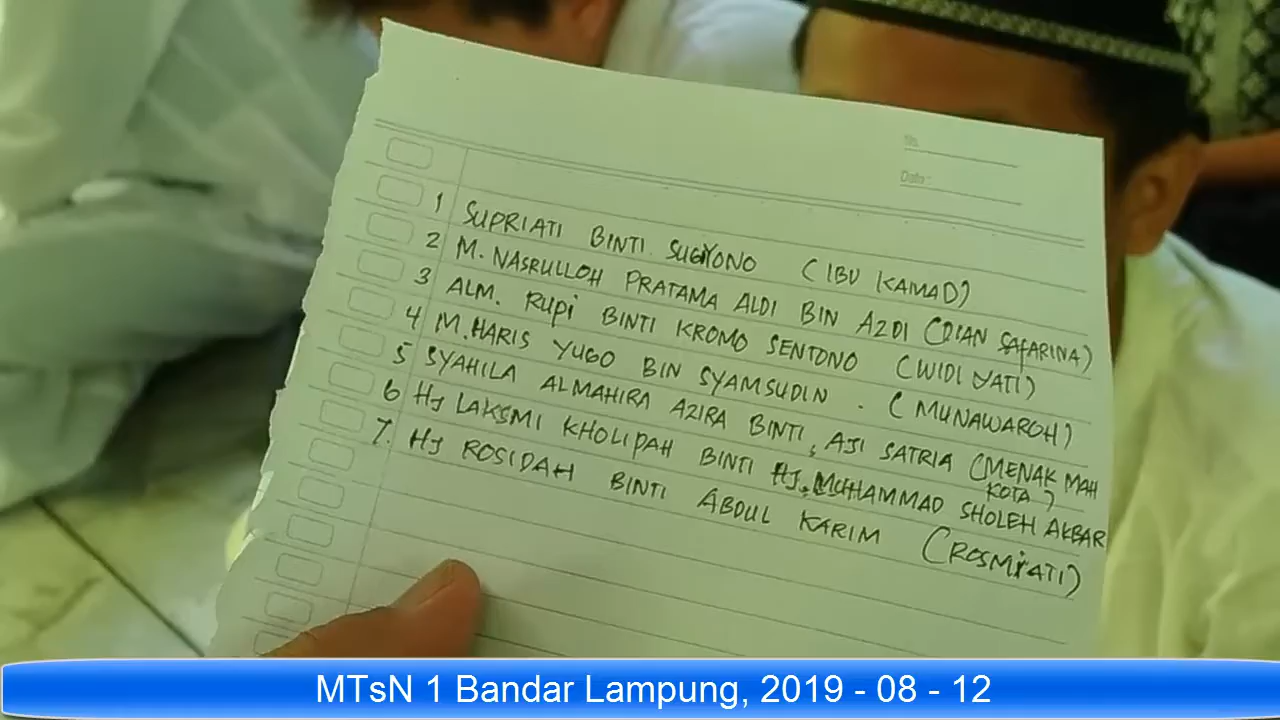 No.
Date:
1 SUPRIATI BINTI SUGIYONO (IBU KAMAD)
2 M. NASRULLOH PRATAMA ALDI BIN AZDI (DIAN SAFARINA)
3 ALM. RUPI BINTI KROMO SENTONO (WIDIYATI)
4 M. HARIS YUGO BIN SYAMSUDIN. (MUNAWAROH)
5 SYAHILA ALMAHIRA AZIRA BINTI, AJI SATRIA (MENAK MAH
KOTA)
6 HJ LAKSMI KHOLIPAH BINTI HJ. MUHAMMAD SHOLEH AKBAR
7. HJ ROSIDAH BINTI ABDUL KARIM (ROSMIATI)
MTsN 1 Bandar Lampung, 2019 - 08 - 12